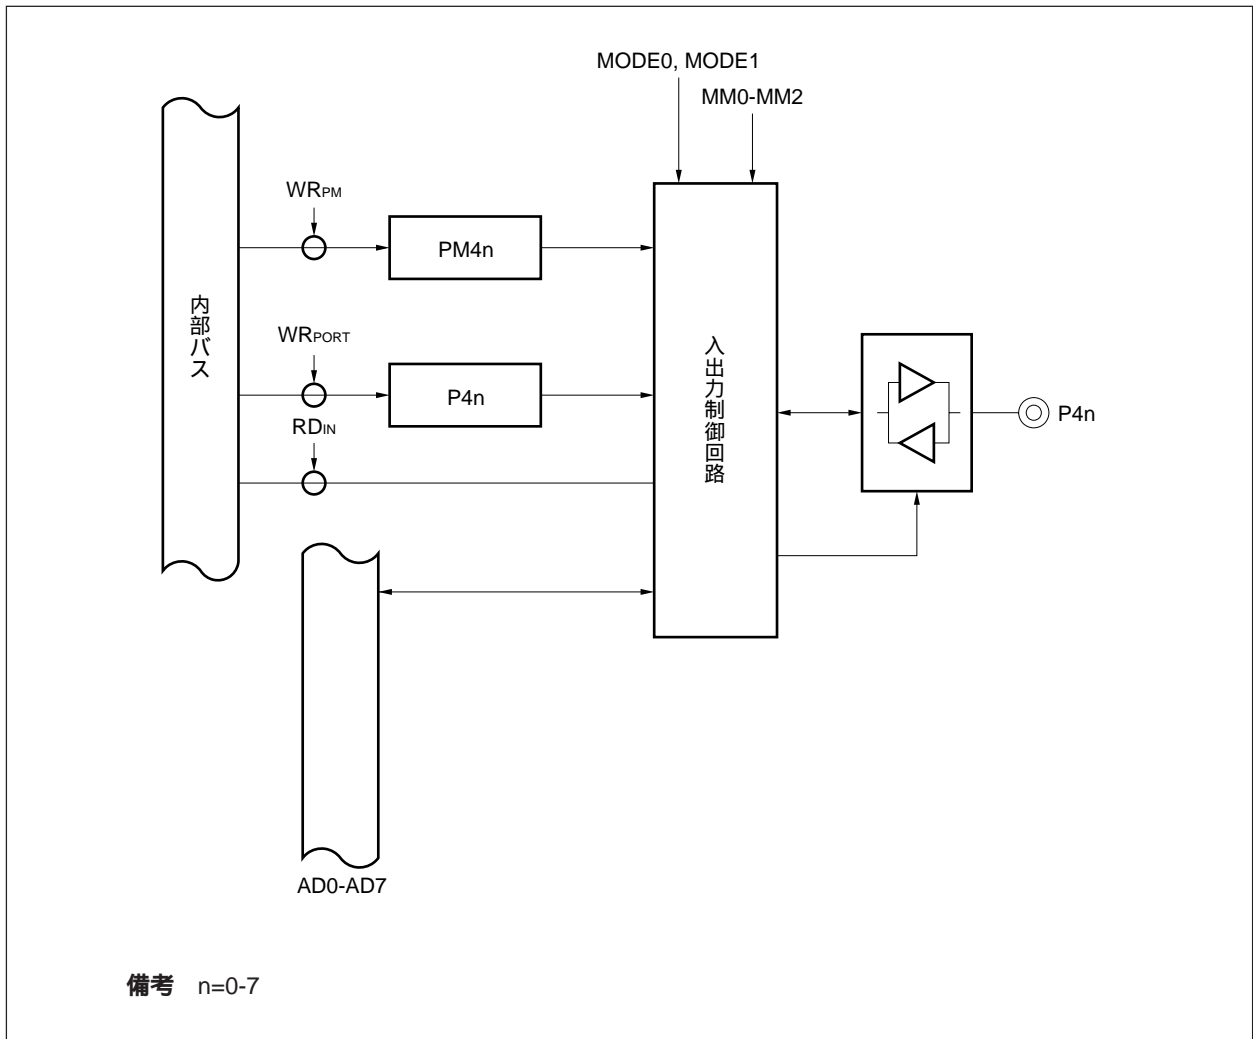 MODE0, MODE1
MM0-MM2
WRPM
PM4n
内部バス
WRPORT
P4n
RDIN
入出力制御回路
P4n
AD0-AD7
備考 n=0-7